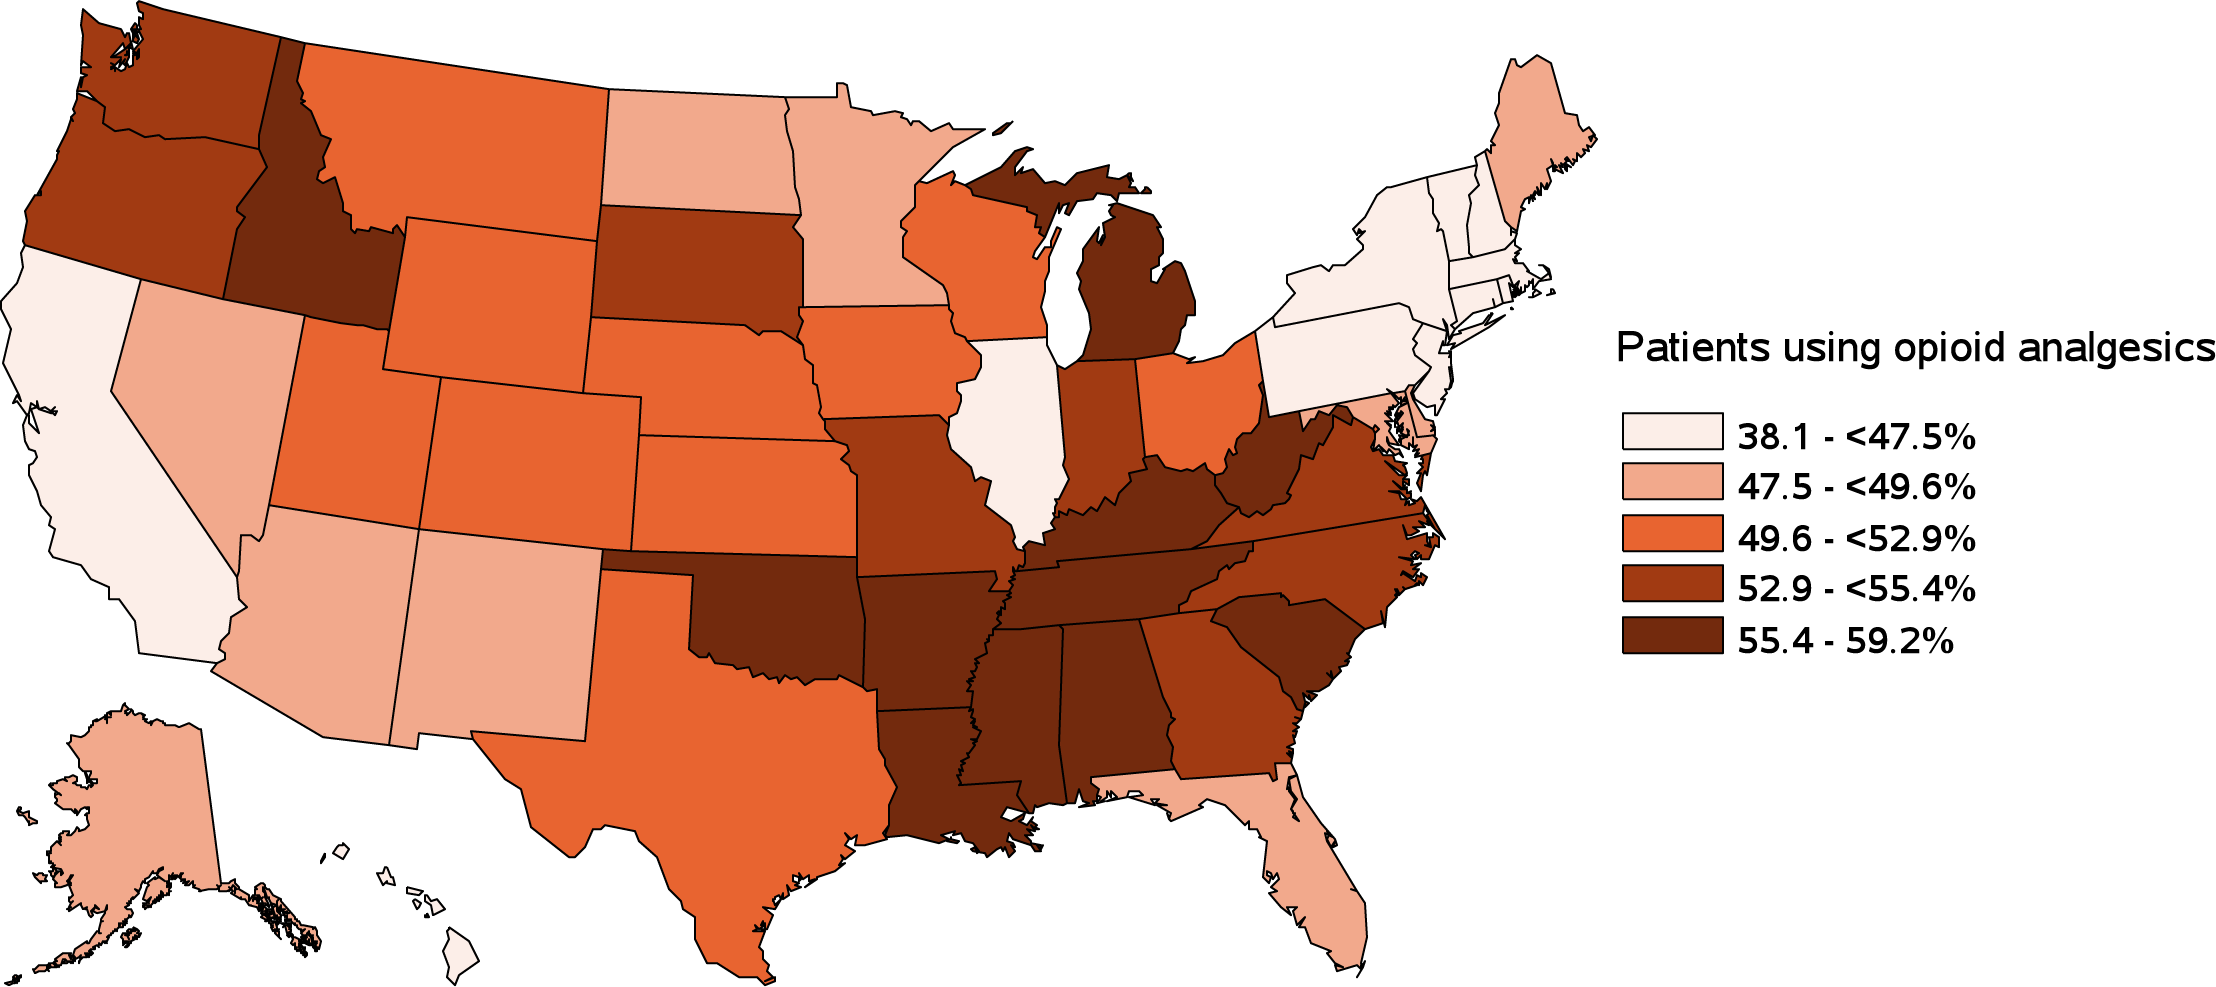 Patients using opioid analgesics
38.1 - <47.5%
47.5 - <49.6%
49.6 - <52.9%
52.9 - <55.4%
55.4 - 59.2%